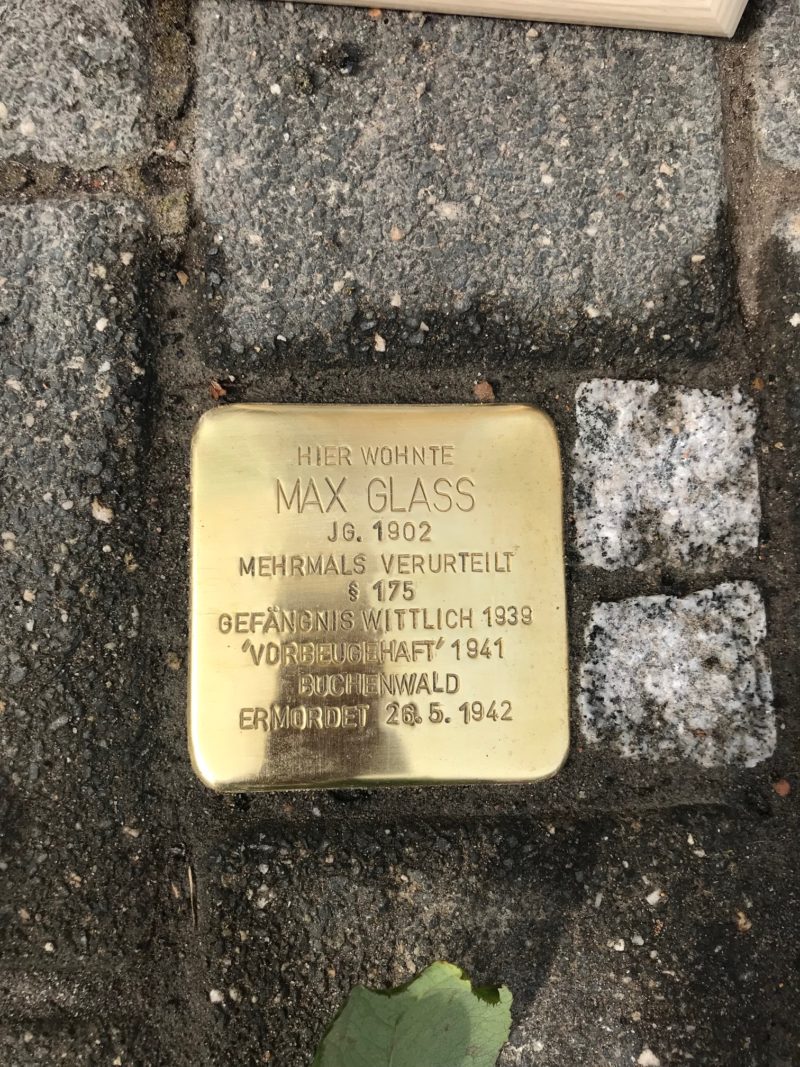 HIER WOHNTE
MAX GLASS
JG. 1902
MEHRMALS VERURTEILT
§ 175
GEFÄNGNIS WITTLICH 1939
'VORBEUGEHAFT' 1941
BUCHENWALD
ERMORDET 26.5.1942